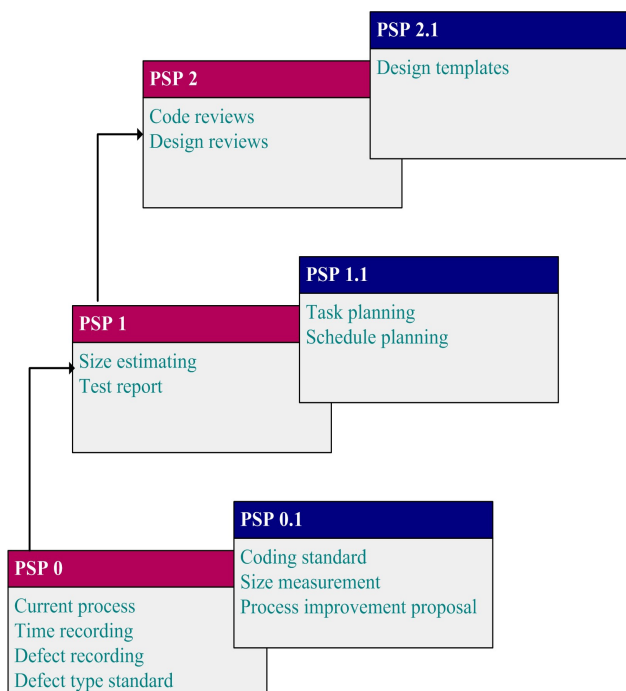 PSP 2.1
Design templates
PSP 2
Code reviews
Design reviews
PSP 1.1
Task planning
Schedule planning
PSP 1
Size estimating
Test report
PSP 0.1
Coding standard
Size measurement
Process improvement proposal
PSP 0
Current process
Time recording
Defect recording
Defect type standard